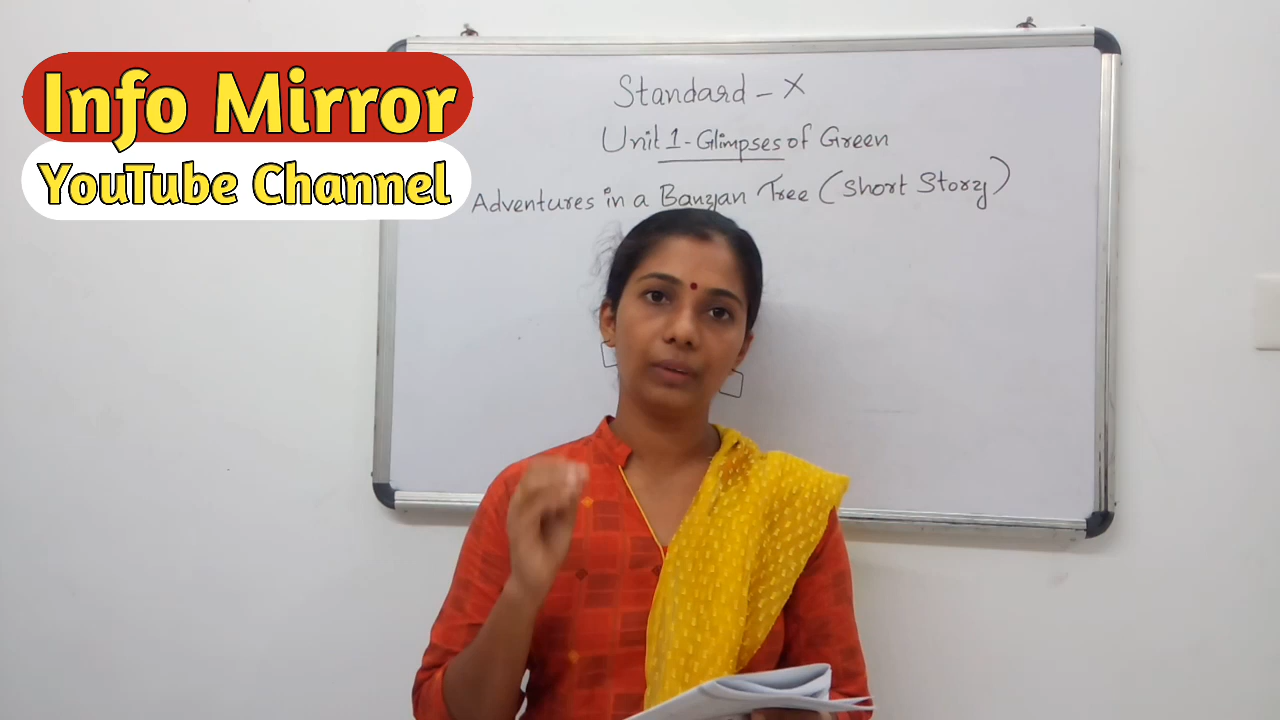 Info Mirror
YouTube Channel
Standard - X
Unit 1 - Glimpses of Green
Adventures in a Banyan Tree (Short Story)